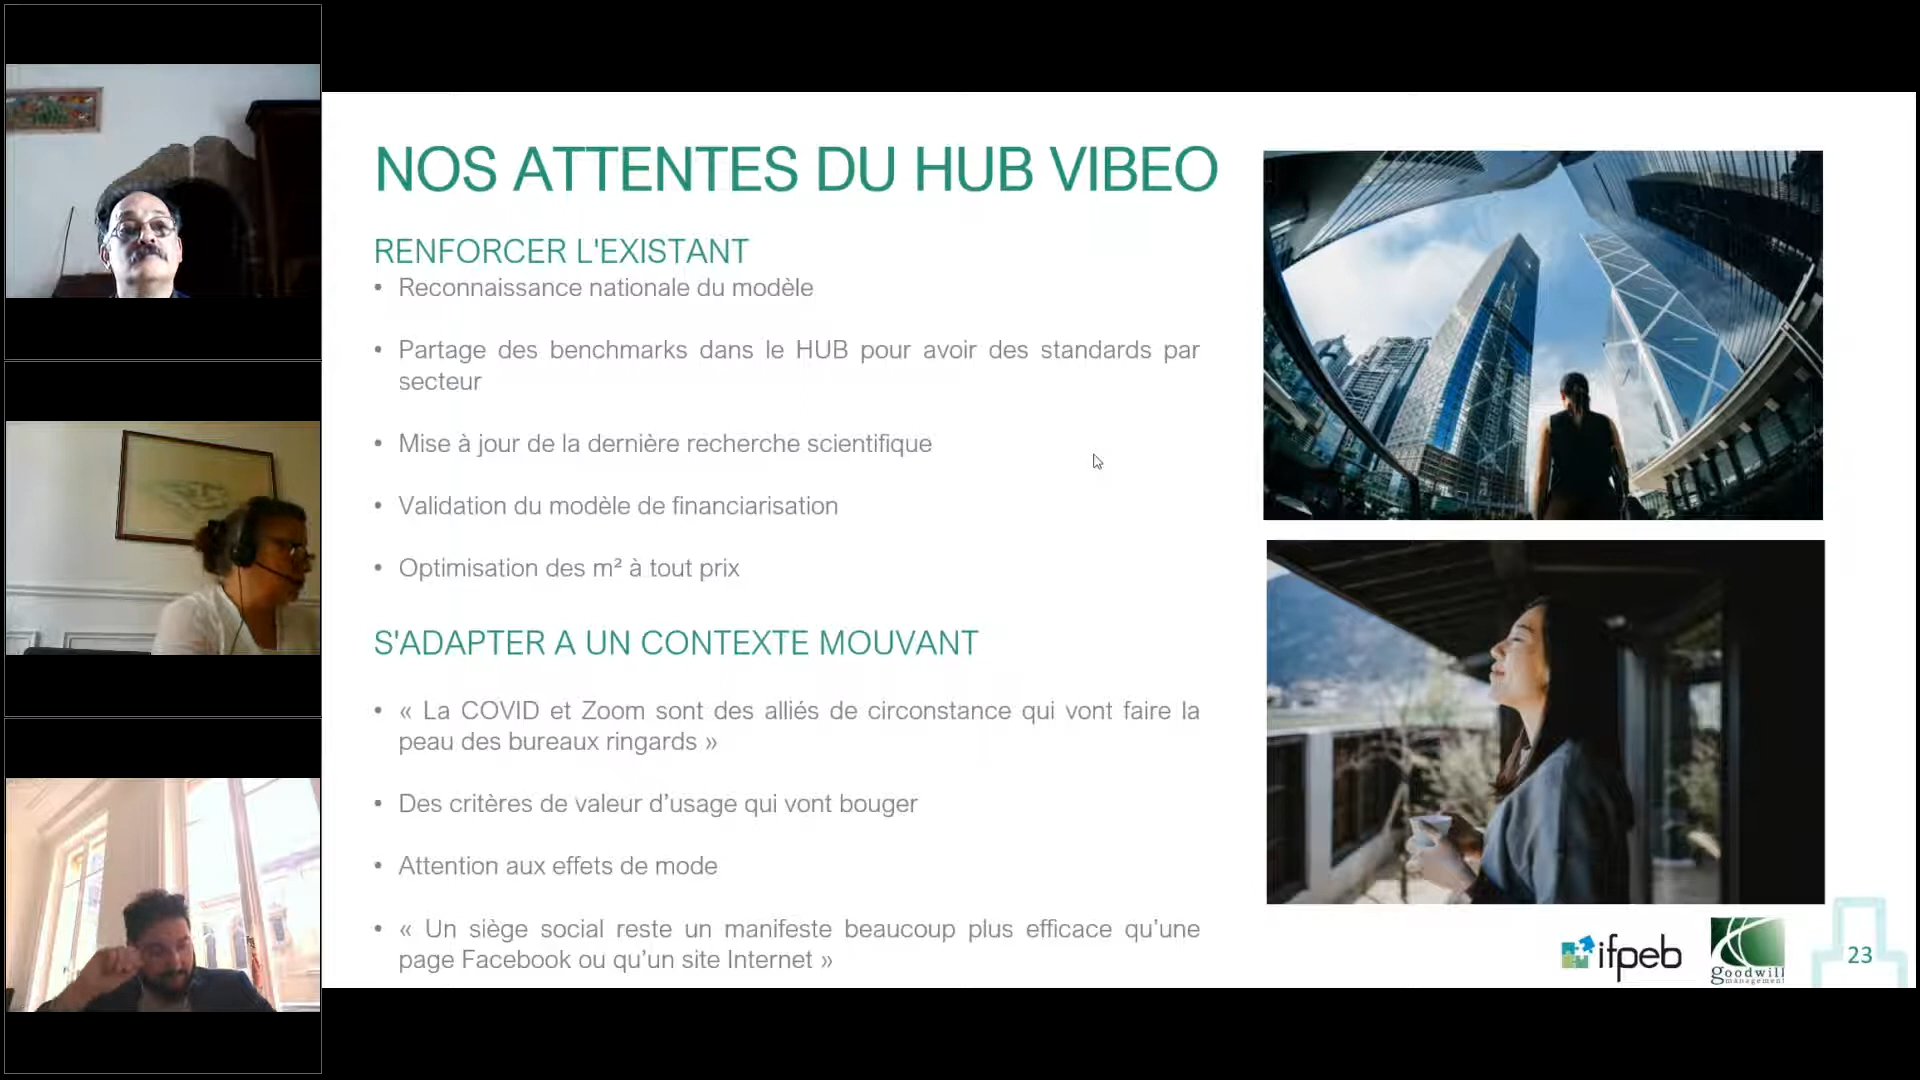 NOS ATTENTES DU HUB VIBEO
RENFORCER L'EXISTANT
• Reconnaissance nationale du modèle
• Partage des benchmarks dans le HUB pour avoir des standards par
secteur
• Mise à jour de la dernière recherche scientifique
• Validation du modèle de financiarisation
• Optimisation des m² à tout prix
S'ADAPTER A UN CONTEXTE MOUVANT
• « La COVID et Zoom sont des alliés de circonstance qui vont faire la
peau des bureaux ringards »
• Des critères de valeur d’usage qui vont bouger
• Attention aux effets de mode
• « Un siège social reste un manifeste beaucoup plus efficace qu’une
page Facebook ou qu’un site Internet »
ifpeb
goodwill
management
23